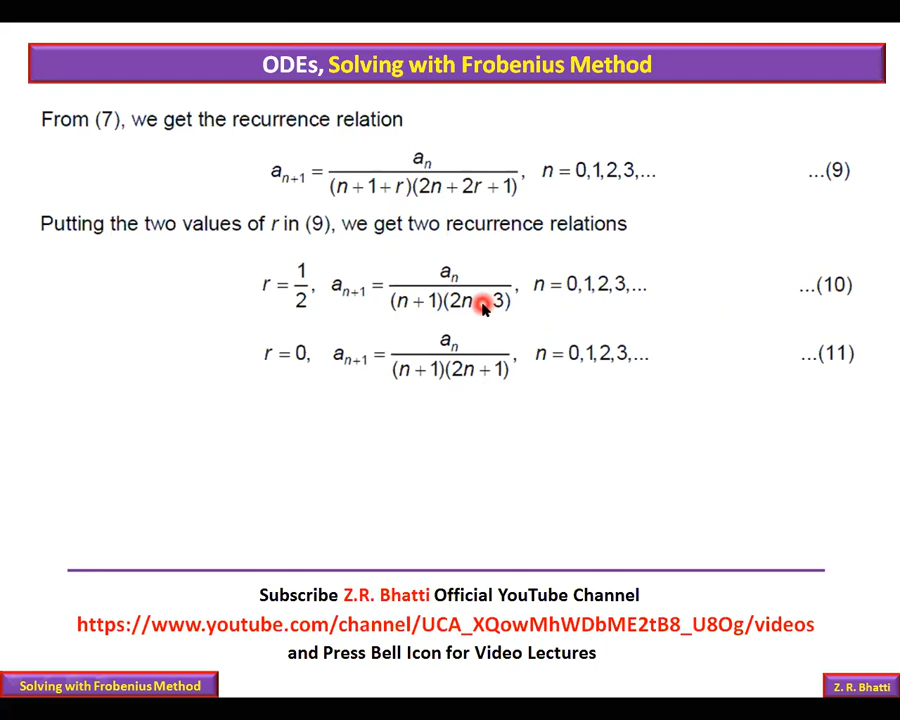 ODEs, Solving with Frobenius Method
From (7), we get the recurrence relation
a_{n+1} = \frac{a_n}{(n+1+r)(2n+2r+1)}, n = 0,1,2,3,... ...(9)
Putting the two values of r in (9), we get two recurrence relations
r = \frac{1}{2}, a_{n+1} = \frac{a_n}{(n+1)(2n 3)}, n = 0,1,2,3,... ...(10)
r = 0, a_{n+1} = \frac{a_n}{(n+1)(2n+1)}, n = 0,1,2,3,... ...(11)
Subscribe Z.R. Bhatti Official YouTube Channel
https://www.youtube.com/channel/UCA_XQowMhWDbME2tB8_U8Og/videos
and Press Bell Icon for Video Lectures
Solving with Frobenius Method
Z. R. Bhatti